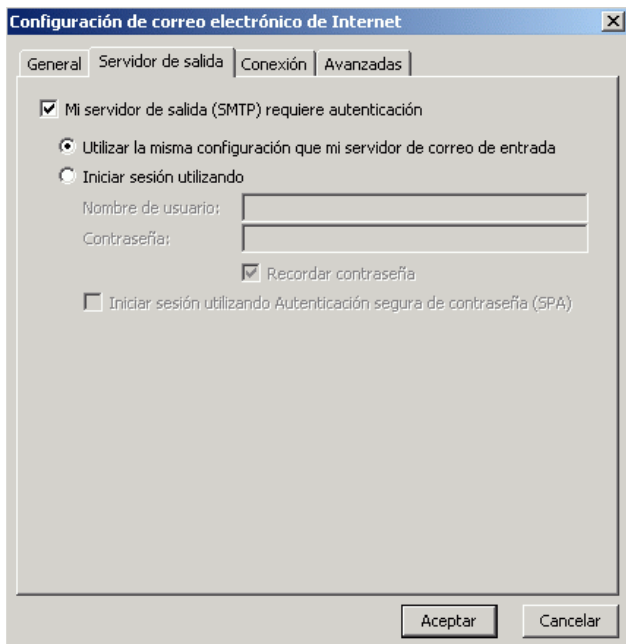 Configuración de correo electrónico de Internet
General Servidor de salida Conexión Avanzadas
Mi servidor de salida (SMTP) requiere autenticación
Utilizar la misma configuración que mi servidor de correo de entrada
Iniciar sesión utilizando
Nombre de usuario:
Contraseña:
Recordar contraseña
Iniciar sesión utilizando Autenticación segura de contraseña (SPA)
Aceptar Cancelar